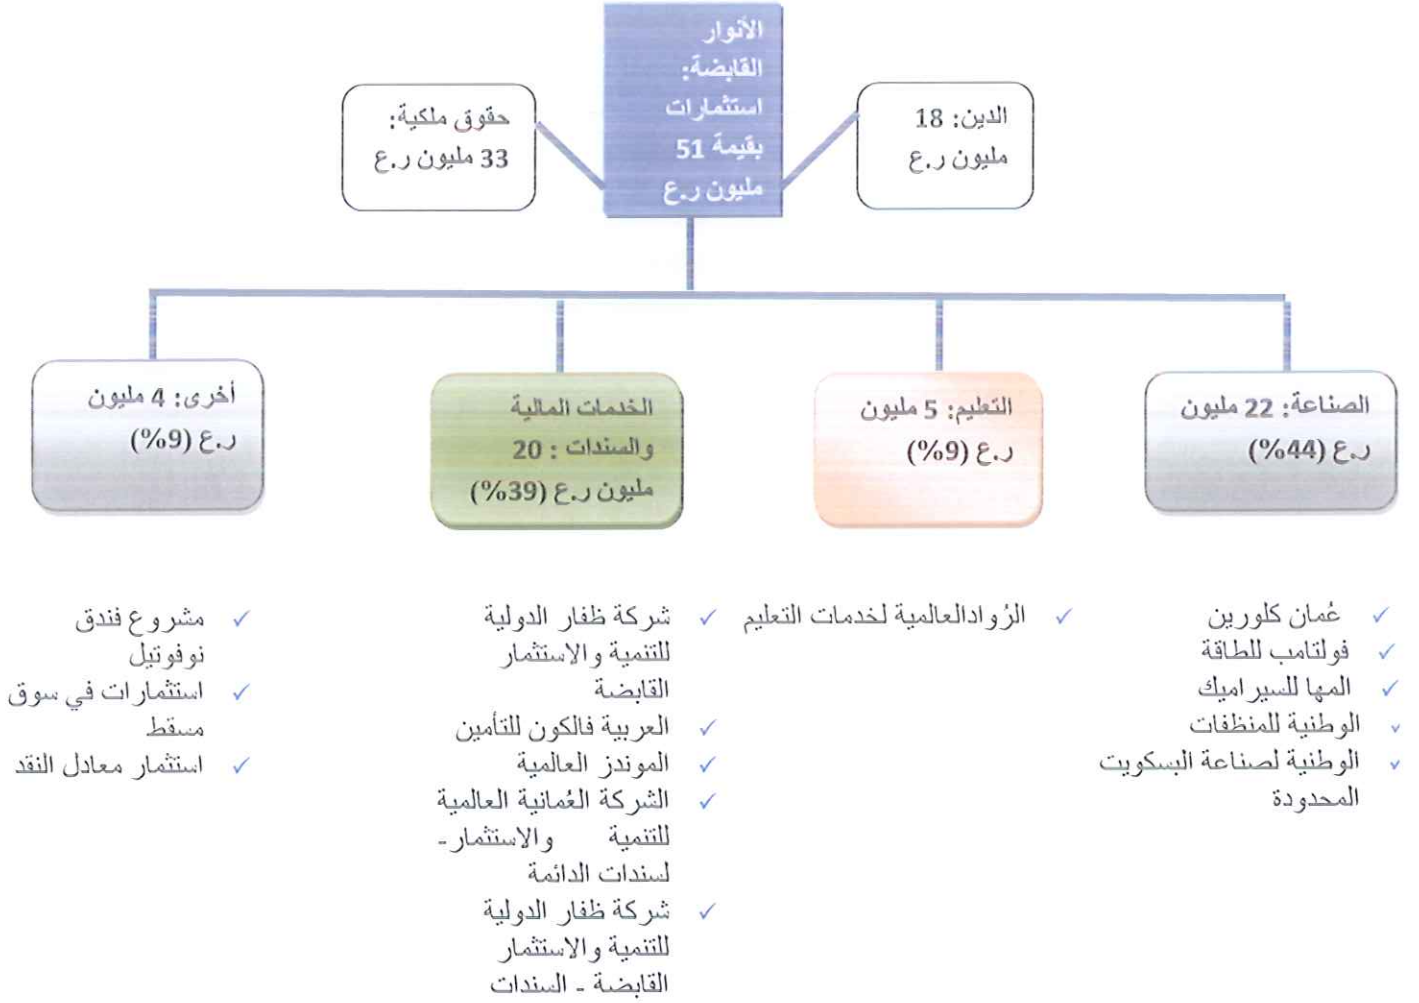 الأنوار
القابضة:
استثمارات
بقيمة 51
مليون ر.ع
الدين: 18
مليون ر.ع
حقوق ملكية:
33 مليون ر.ع
الصناعة: 22 مليون
ر.ع (44%)
التعليم: 5 مليون
ر.ع (9%)
الخدمات المالية
والسندات : 20
مليون ر.ع (39%)
أخرى: 4 مليون
ر.ع (9%)
✓ عُمان كلورين
✓ فولتامب للطاقة
✓ المها للسيراميك
✓ الوطنية للمنظفات
✓ الوطنية لصناعة البسكويت
المحدودة
✓ الرُوادالعالمية لخدمات التعليم
✓ شركة ظفار الدولية
للتنمية والاستثمار
القابضة
✓ العربية فالكون للتأمين
✓ الموندز العالمية
✓ الشركة العُمانية العالمية
للتنمية والاستثمار-
لسندات الدائمة
✓ شركة ظفار الدولية
للتنمية والاستثمار
القابضة - السندات
✓ مشروع فندق
نوفوتيل
✓ استثمارات في سوق
مسقط
✓ استثمار معادل النقد